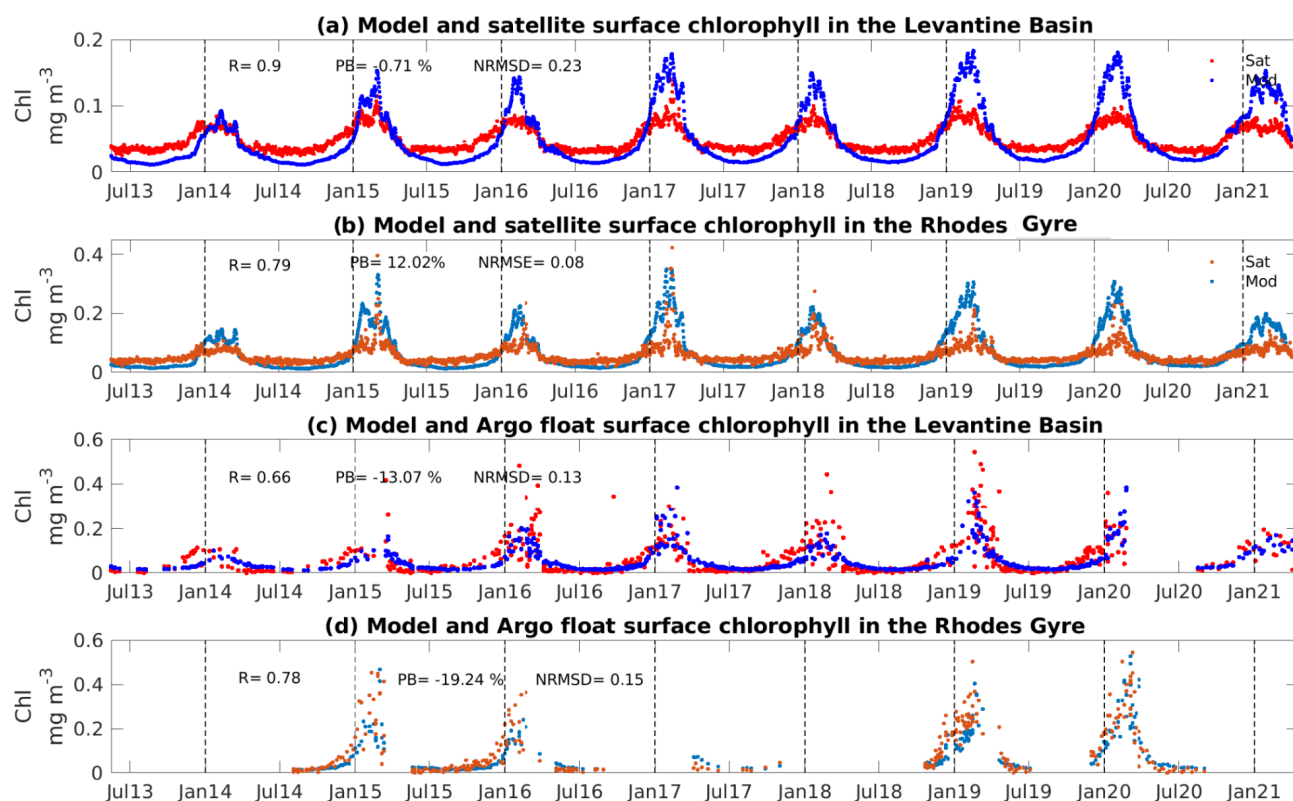 (a) Model and satellite surface chlorophyll in the Levantine Basin
0.2
R= 0.9 PB= -0.71 % NRMSD= 0.23 Sat
Mod
Chl
mg m-3
0.1
0
Jul13 Jan14 Jul14 Jan15 Jul15 Jan16 Jul16 Jan17 Jul17 Jan18 Jul18 Jan19 Jul19 Jan20 Jul20 Jan21
(b) Model and satellite surface chlorophyll in the Rhodes Gyre
0.4
R= 0.79 PB= 12.02% NRMSE= 0.08 Sat
Mod
Chl
mg m-3
0.2
0
Jul13 Jan14 Jul14 Jan15 Jul15 Jan16 Jul16 Jan17 Jul17 Jan18 Jul18 Jan19 Jul19 Jan20 Jul20 Jan21
(c) Model and Argo float surface chlorophyll in the Levantine Basin
0.6
R= 0.66 PB= -13.07 % NRMSD= 0.13
0.4
Chl
mg m-3
0.2
0
Jul13 Jan14 Jul14 Jan15 Jul15 Jan16 Jul16 Jan17 Jul17 Jan18 Jul18 Jan19 Jul19 Jan20 Jul20 Jan21
(d) Model and Argo float surface chlorophyll in the Rhodes Gyre
0.6
R= 0.78 PB= -19.24 % NRMSD= 0.15
0.4
Chl
mg m-3
0.2
0
Jul13 Jan14 Jul14 Jan15 Jul15 Jan16 Jul16 Jan17 Jul17 Jan18 Jul18 Jan19 Jul19 Jan20 Jul20 Jan21